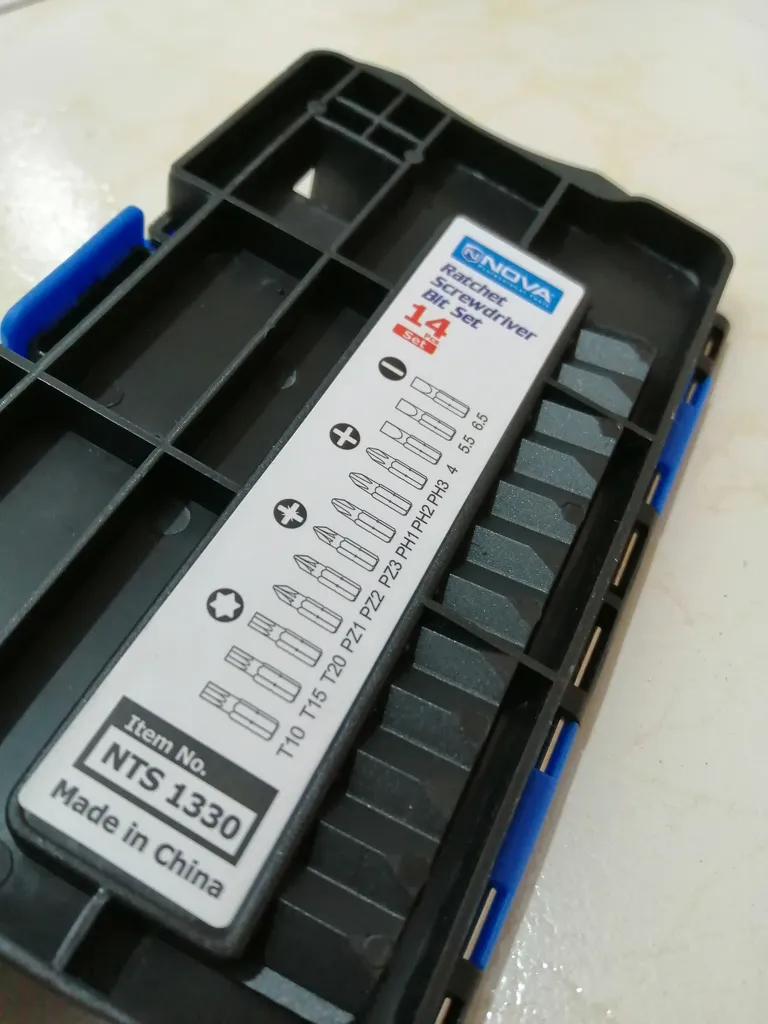 NOVA
Ratchet
Screwdriver
Bit Set
14 Pcs
Set
6.5
5.5
4
PH3
PH2
PH1
PZ3
PZ2
PZ1
T20
T15
T10
Item No.
NTS 1330
Made in China